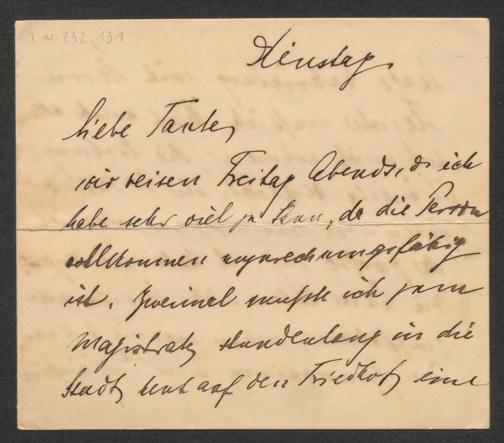 I.N. 232.131
Dienstag
Liebe Tante,
wir reisen Freitag Abends, d. ich
habe sehr viel zu thun, da die Person
vollkommen unzurechnungsfähig
ist. Zweimal mußte ich zum
Magistrat, stundenlang in die
Stadt und auf den Friedhof, eine